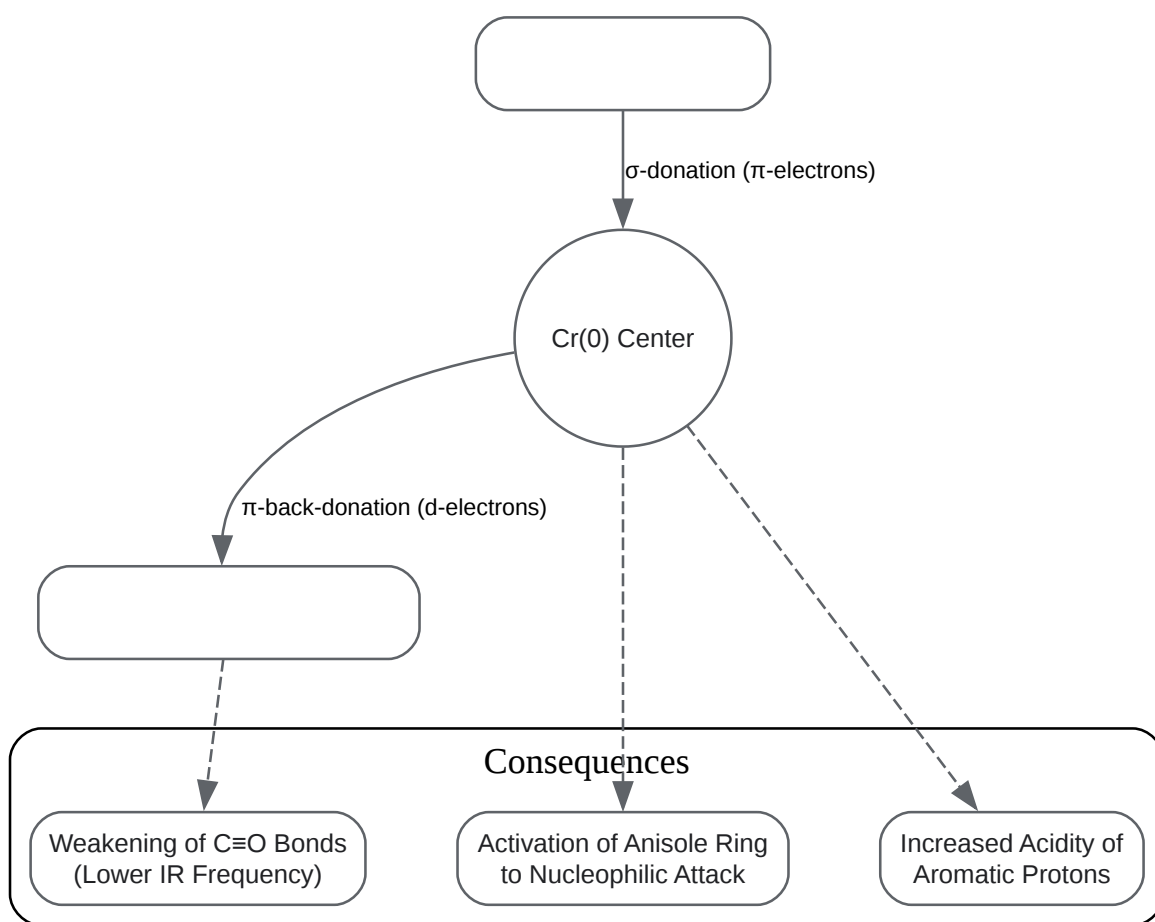 σ-donation (π-electrons)
Cr(0) Center
π-back-donation (d-electrons)
Consequences
Weakening of C≡O Bonds
(Lower IR Frequency)
Activation of Anisole Ring
to Nucleophilic Attack
Increased Acidity of
Aromatic Protons